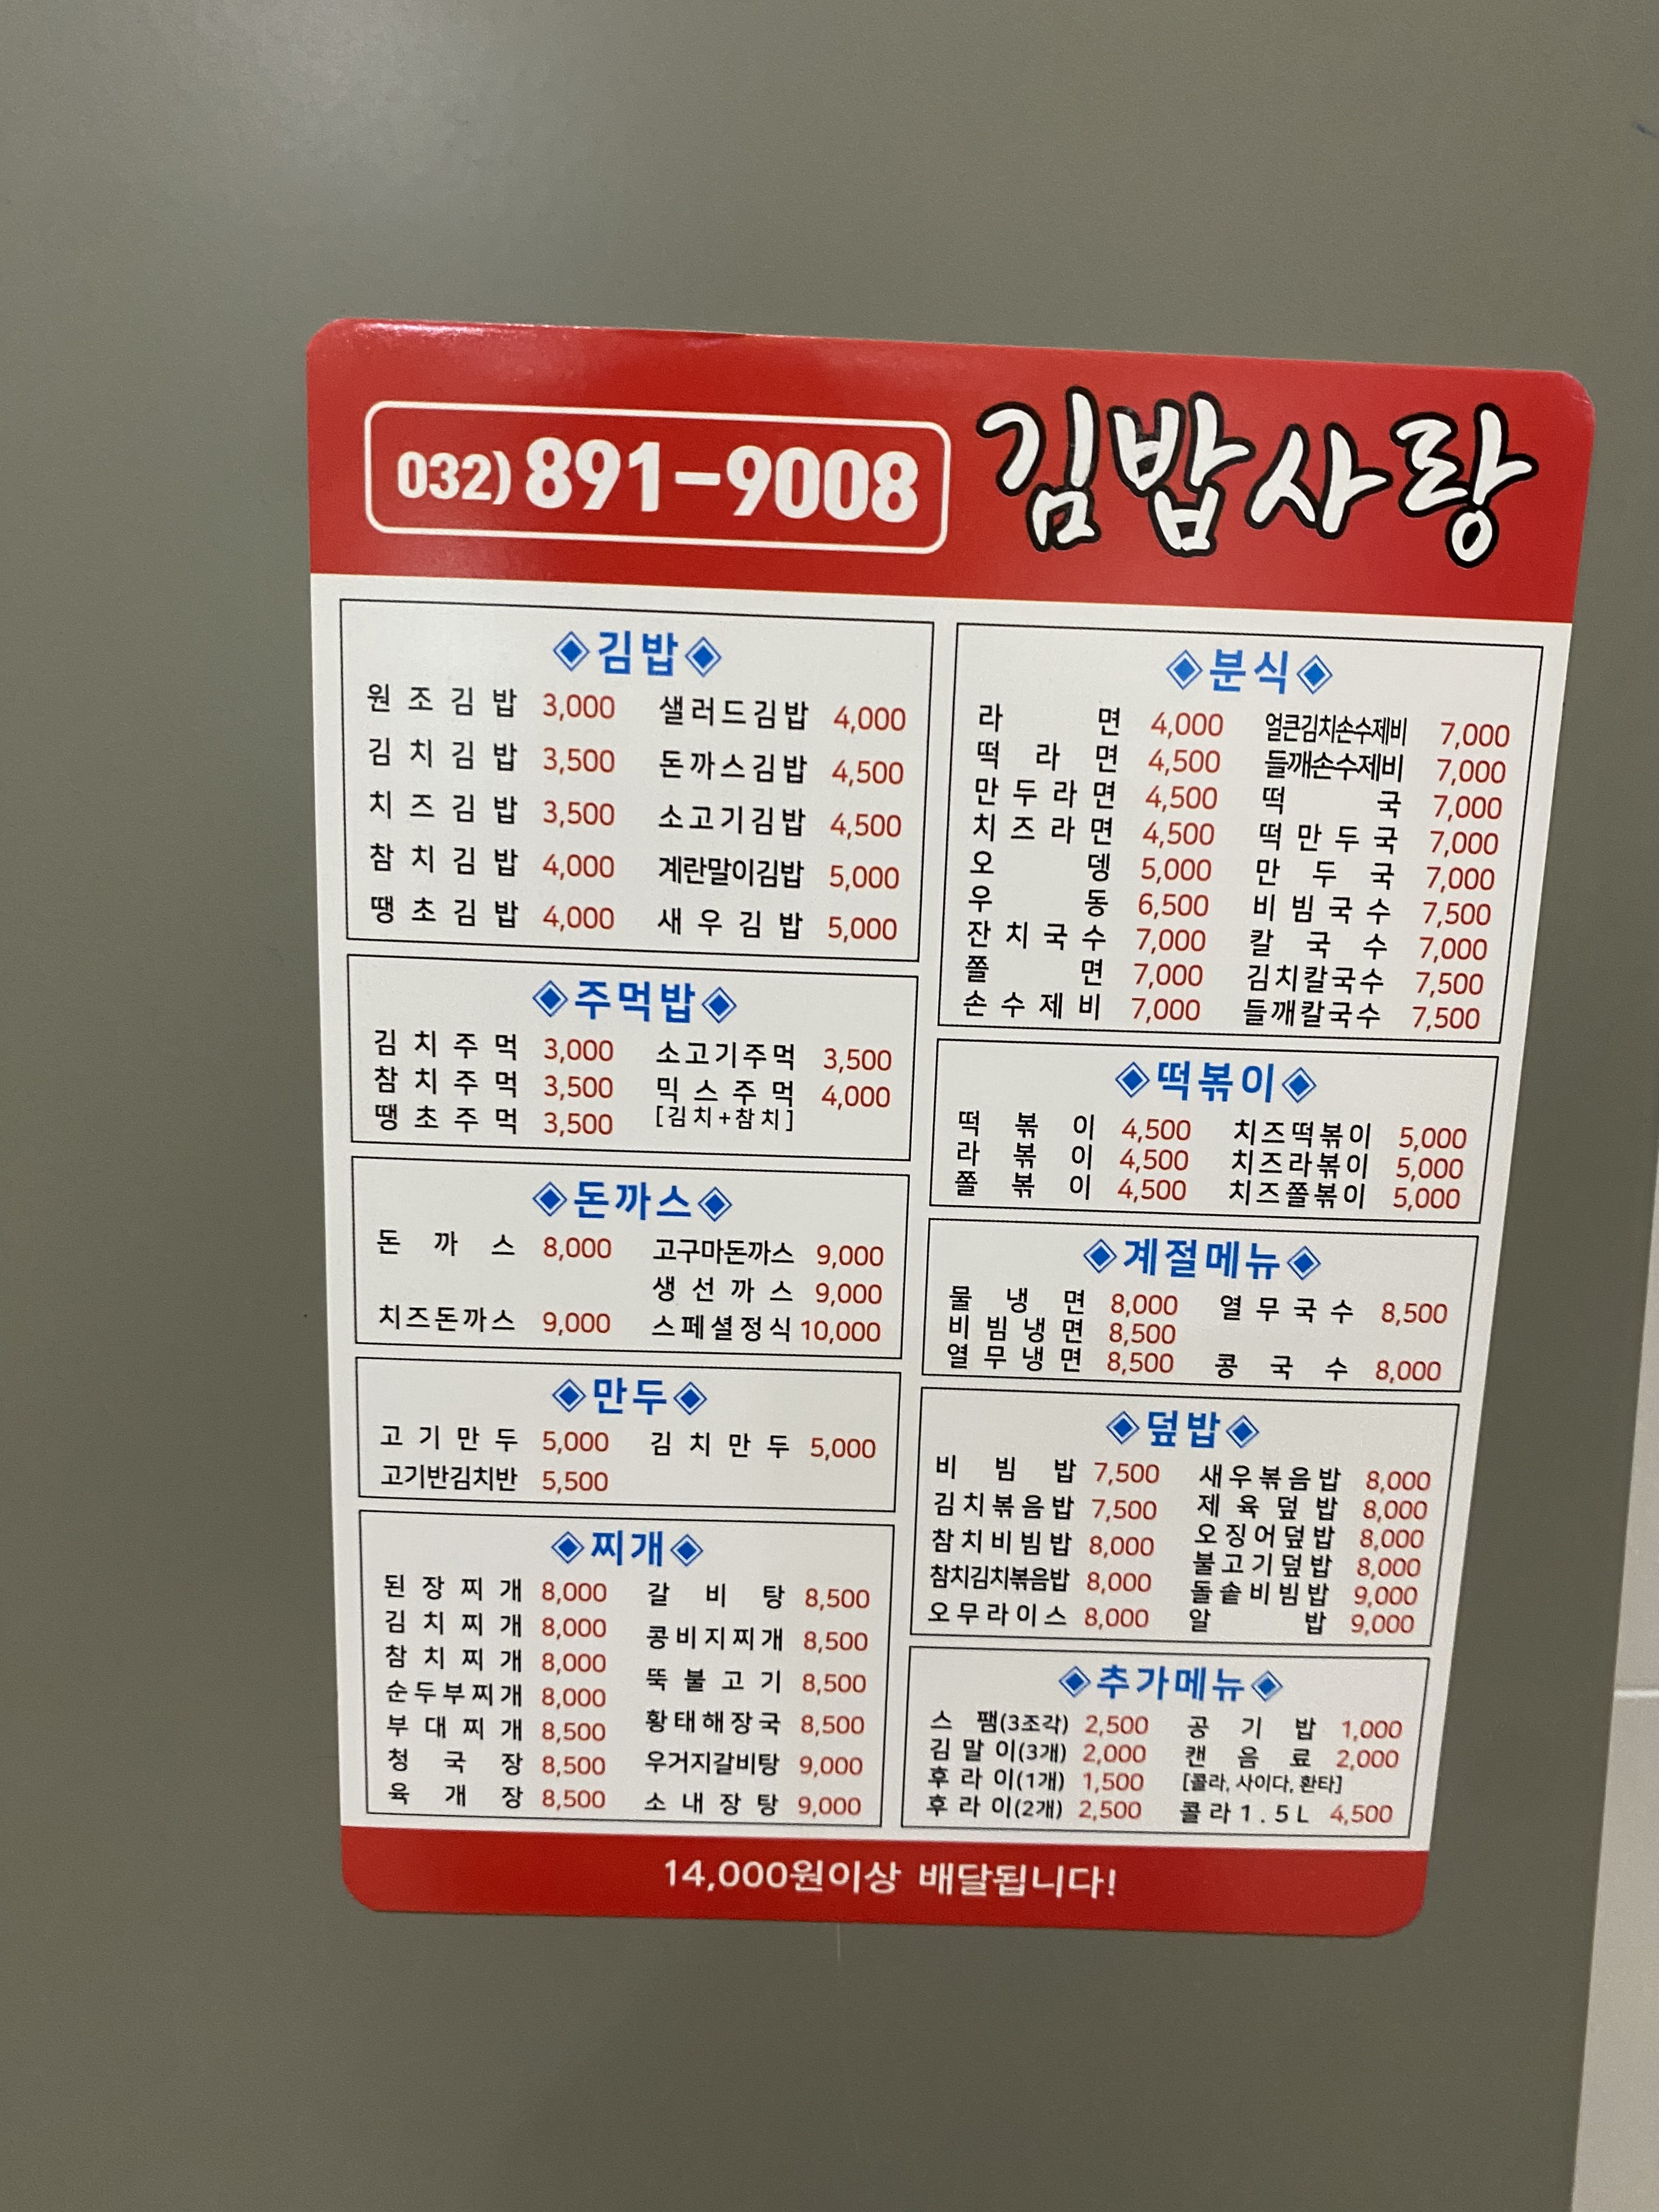 032) 891-9008
김밥사랑
김밥
원조김밥 3,000 샐러드김밥 4,000
김치김밥 3,500 돈까스김밥 4,500
치즈김밥 3,500 소고기김밥 4,500
참치김밥 4,000 계란말이김밥 5,000
땡초김밥 4,000 새우김밥 5,000
주먹밥
김치주먹 3,000 소고기주먹 3,500
참치주먹 3,500 믹스주먹 4,000
땡초주먹 3,500 [김치+참치]
돈까스
돈까스 8,000 고구마돈까스 9,000
생선까스 9,000
치즈돈까스 9,000 스페셜정식 10,000
만두
고기만두 5,000 김치만두 5,000
고기반김치반 5,500
찌개
된장찌개 8,000 갈비탕 8,500
김치찌개 8,000 콩비지찌개 8,500
참치찌개 8,000 뚝불고기 8,500
순두부찌개 8,000 황태해장국 8,500
부대찌개 8,500 우거지갈비탕 9,000
청국장 8,500 소내장탕 9,000
육개장 8,500
분식
라면 4,000 얼큰김치손수제비 7,000
떡라면 4,500 들깨손수제비 7,000
만두라면 4,500 떡국 7,000
치즈라면 4,500 떡만두국 7,000
오뎅 5,000 만두국 7,000
우동 6,500 비빔국수 7,500
잔치국수 7,000 칼국수 7,000
쫄면 7,000 김치칼국수 7,500
손수제비 7,000 들깨칼국수 7,500
떡볶이
떡볶이 4,500 치즈떡볶이 5,000
라볶이 4,500 치즈라볶이 5,000
쫄볶이 4,500 치즈쫄볶이 5,000
계절메뉴
물냉면 8,000 열무국수 8,500
비빔냉면 8,500
열무냉면 8,500 콩국수 8,000
덮밥
비빔밥 7,500 새우볶음밥 8,000
김치볶음밥 7,500 제육덮밥 8,000
참치비빔밥 8,000 오징어덮밥 8,000
참치김치볶음밥 8,000 불고기덮밥 8,000
오무라이스 8,000 돌솥비빔밥 9,000
알밥 9,000
추가메뉴
스팸(3조각) 2,500 공기밥 1,000
김말이(3개) 2,000 캔음료 2,000
후라이(1개) 1,500 [콜라, 사이다, 환타]
후라이(2개) 2,500 콜라1.5L 4,500
14,000원이상 배달됩니다!